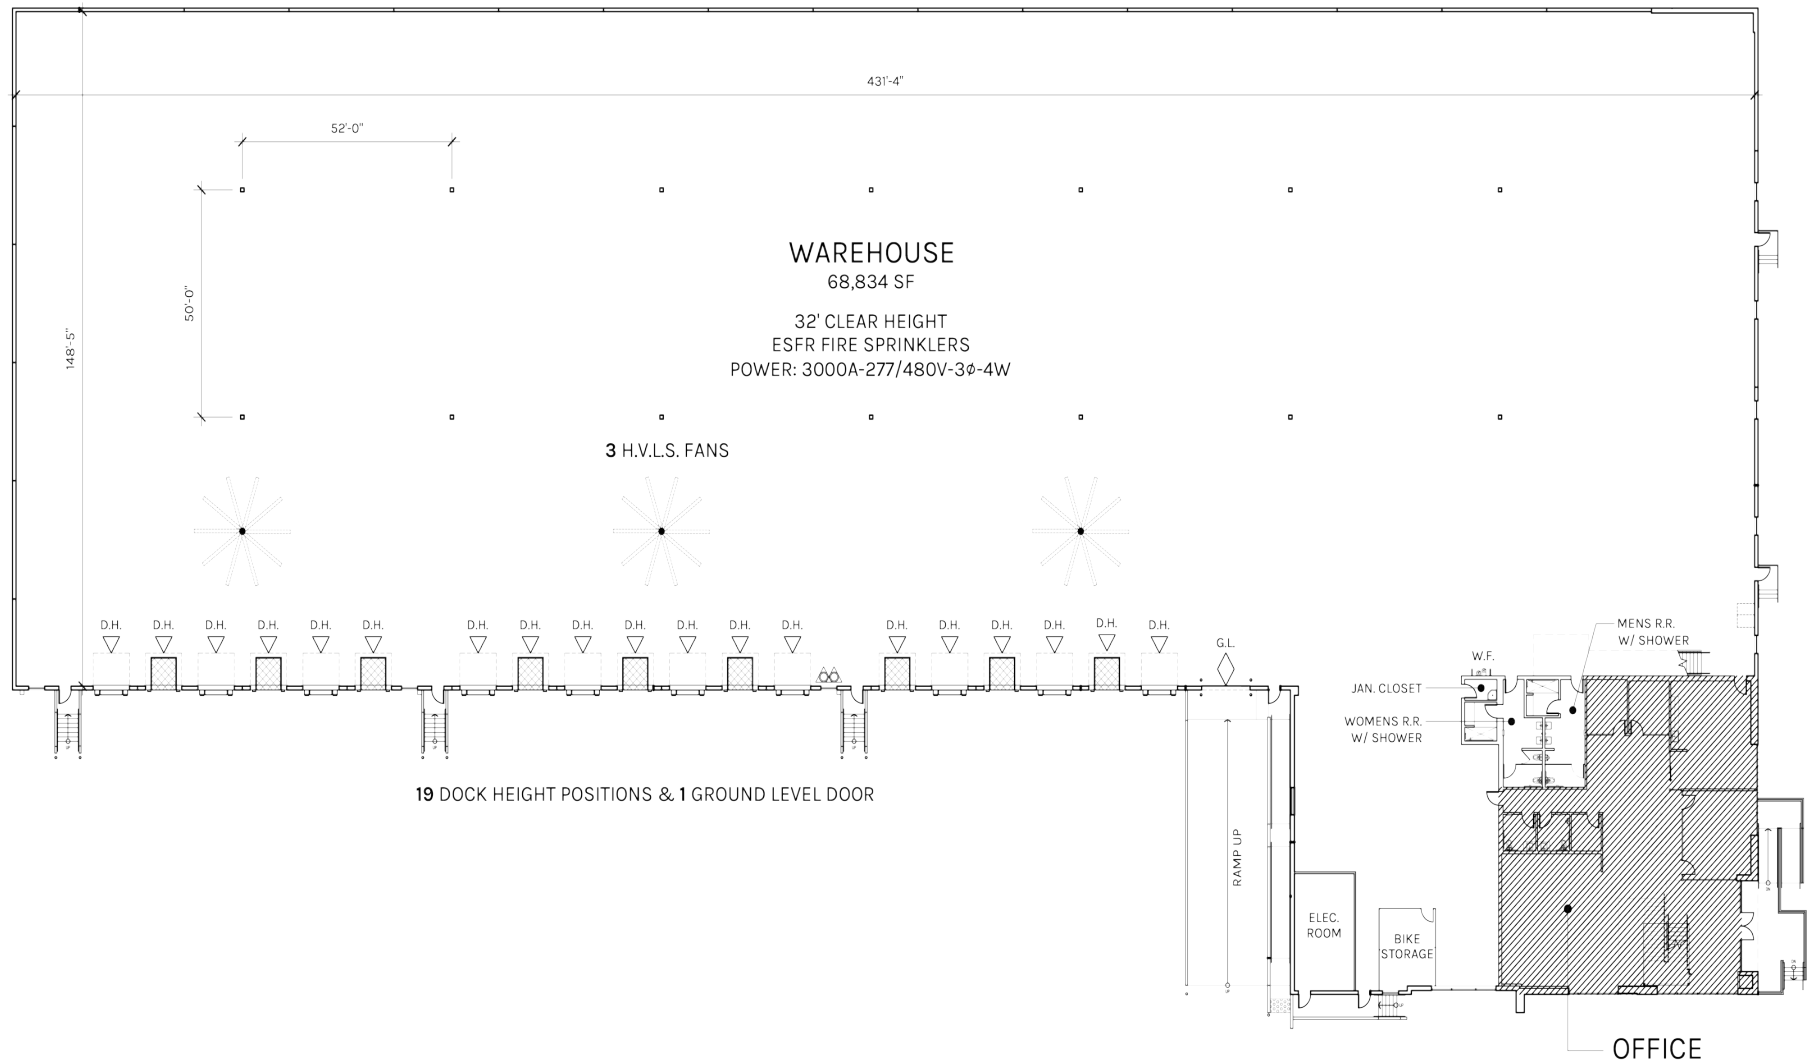 431'-4"
52'-0"
50'-0"
148'-5"
WAREHOUSE
68,834 SF
32' CLEAR HEIGHT
ESFR FIRE SPRINKLERS
POWER: 3000A-277/480V-3ø-4W
3 H.V.L.S. FANS
D.H. D.H. D.H. D.H. D.H. D.H. D.H. D.H. D.H. D.H. D.H. D.H. D.H. D.H. D.H. D.H. D.H. D.H. D.H.
G.L.
W.F.
MENS R.R.
W/ SHOWER
JAN. CLOSET
WOMENS R.R.
W/ SHOWER
19 DOCK HEIGHT POSITIONS & 1 GROUND LEVEL DOOR
RAMP UP
ELEC.
ROOM
BIKE
STORAGE
OFFICE